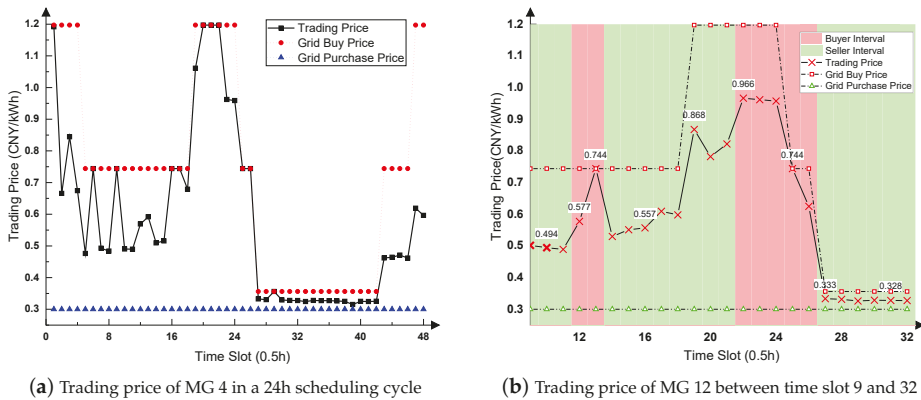 1.2
1.1
1.0
0.9
0.8
0.7
0.6
0.5
0.4
0.3
Trading Price (CNY/kWh)
Trading Price
Grid Buy Price
Grid Purchase Price
0 4 8 12 16 20 24 28 32 36 40 44 48
Time Slot (0.5h)
(a) Trading price of MG 4 in a 24h scheduling cycle
1.2
1.1
1.0
0.9
0.8
0.7
0.6
0.5
0.4
0.3
Trading Price(CNY/kWh)
Buyer Interval
Seller Interval
Trading Price
Grid Buy Price
Grid Purchase Price
0.494
0.577
0.744
0.557
0.868
0.966
0.744
0.333
0.328
12 16 20 24 28 32
Time Slot (0.5h)
(b) Trading price of MG 12 between time slot 9 and 32